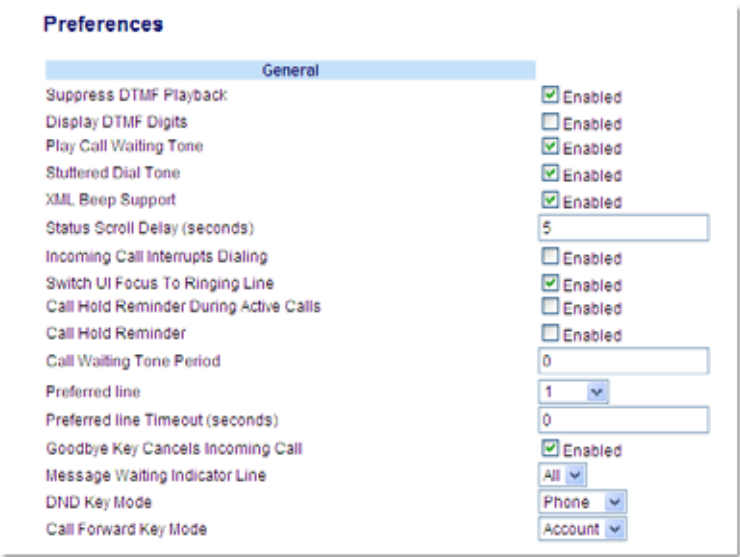 Preferences
General
Suppress DTMF Playback Enabled
Display DTMF Digits Enabled
Play Call Waiting Tone Enabled
Stuttered Dial Tone Enabled
XML Beep Support Enabled
Status Scroll Delay (seconds) 5
Incoming Call Interrupts Dialing Enabled
Switch UI Focus To Ringing Line Enabled
Call Hold Reminder During Active Calls Enabled
Call Hold Reminder Enabled
Call Waiting Tone Period 0
Preferred line 1
Preferred line Timeout (seconds) 0
Goodbye Key Cancels Incoming Call Enabled
Message Waiting Indicator Line All
DND Key Mode Phone
Call Forward Key Mode Account